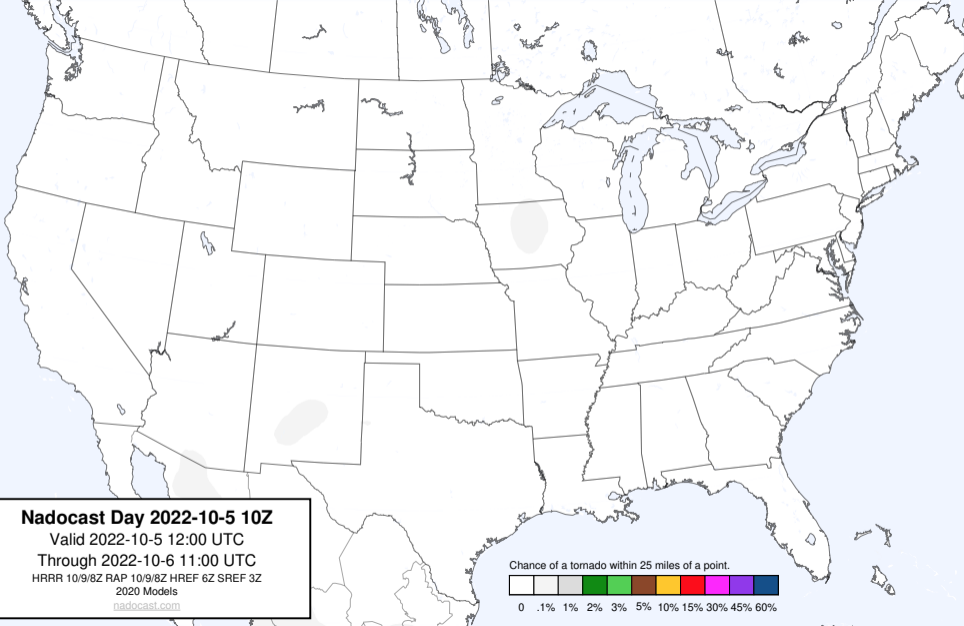 Nadocast Day 2022-10-5 10Z
Valid 2022-10-5 12:00 UTC
Through 2022-10-6 11:00 UTC
HRRR 10/9/8Z RAP 10/9/8Z HREF 6Z SREF 3Z
2020 Models
nadocast.com
Chance of a tornado within 25 miles of a point.
0 .1% 1% 2% 3% 5% 10% 15% 30% 45% 60%